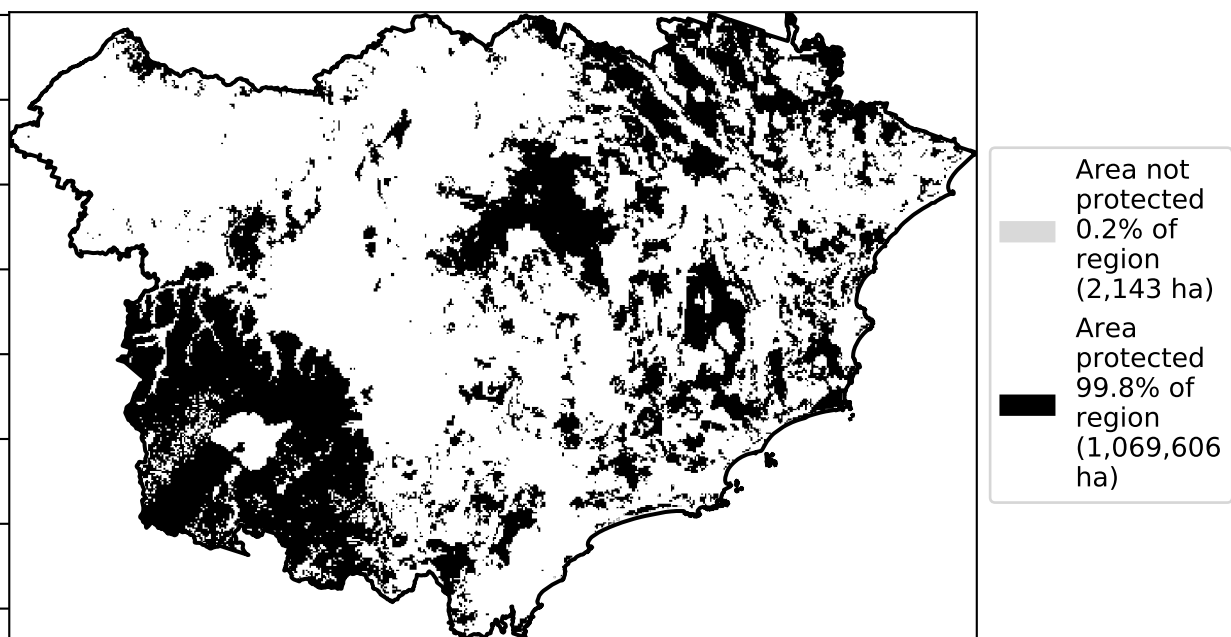 Area not
protected
0.2% of
region
(2,143 ha)
Area
protected
99.8% of
region
(1,069,606
ha)